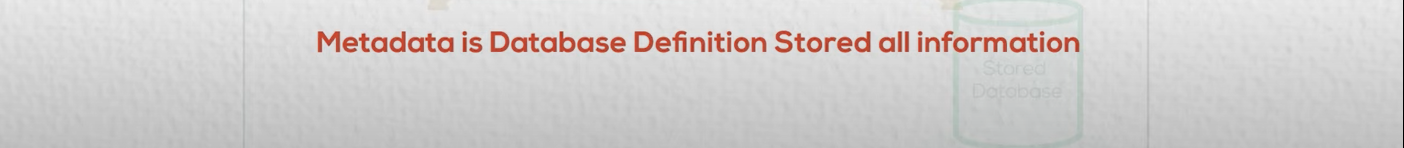 Metadata is Database Definition Stored all information
Stored
Database